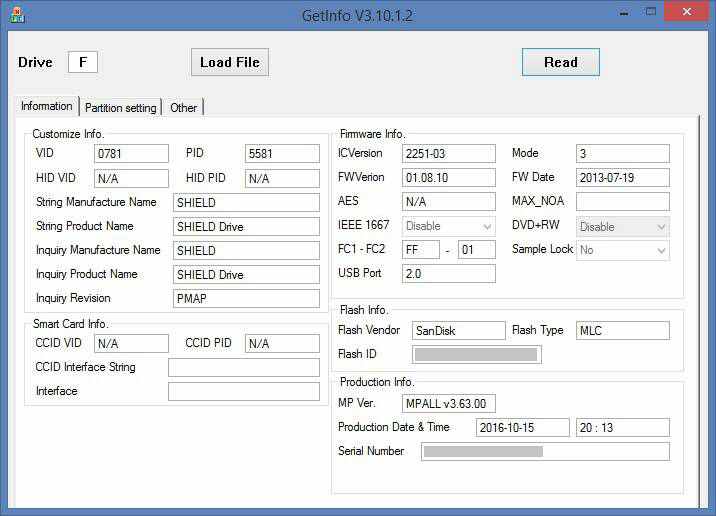 GetInfo V3.10.1.2
Drive F Load File Read
Information Partition setting Other
Customize Info.
VID 0781 PID 5581
HID VID N/A HID PID N/A
String Manufacture Name SHIELD
String Product Name SHIELD Drive
Inquiry Manufacture Name SHIELD
Inquiry Product Name SHIELD Drive
Inquiry Revision PMAP
Smart Card Info.
CCID VID N/A CCID PID N/A
CCID Interface String
Interface
Firmware Info.
ICVersion 2251-03 Mode 3
FWVerion 01.08.10 FW Date 2013-07-19
AES N/A MAX_NOA
IEEE 1667 Disable DVD+RW Disable
FC1 - FC2 FF - 01 Sample Lock No
USB Port 2.0
Flash Info.
Flash Vendor SanDisk Flash Type MLC
Flash ID
Production Info.
MP Ver. MPALL v3.63.00
Production Date & Time 2016-10-15 20 : 13
Serial Number